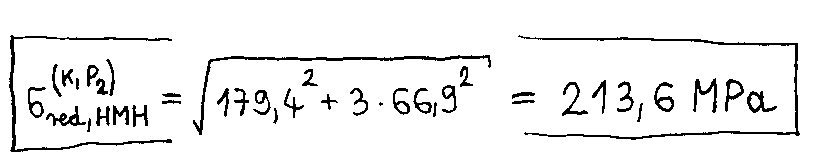 σ_red,HMH^(K,P₂) = √(179,4² + 3·66,9²) = 213,6 MPa